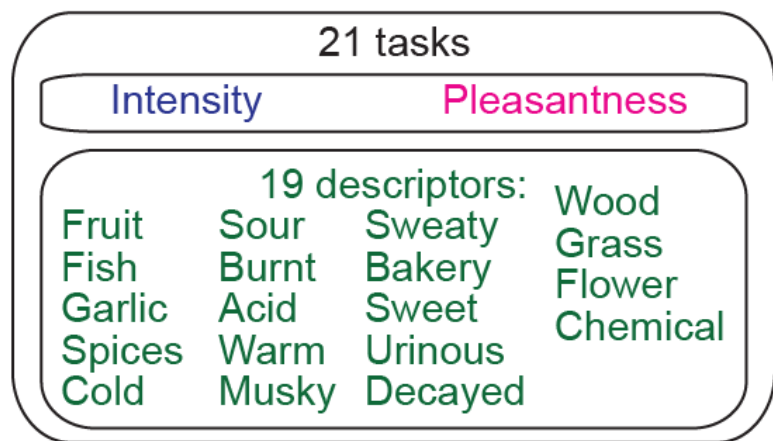 21 tasks
Intensity Pleasantness
19 descriptors:
Fruit
Fish
Garlic
Spices
Cold
Sour
Burnt
Acid
Warm
Musky
Sweaty
Bakery
Sweet
Urinous
Decayed
Wood
Grass
Flower
Chemical